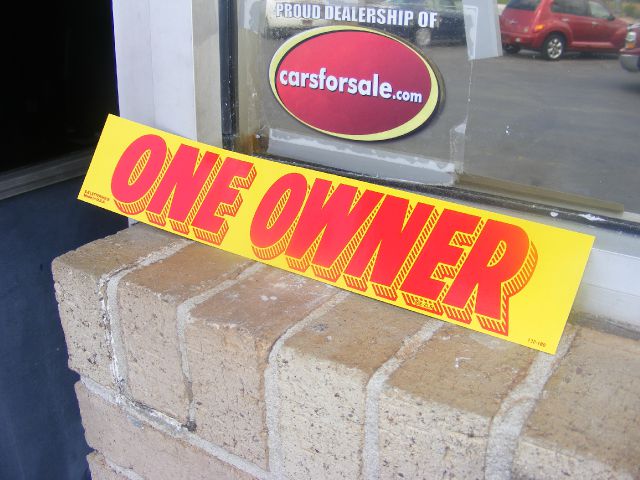 PROUD DEALERSHIP OF
carsforsale.com
ONE OWNER